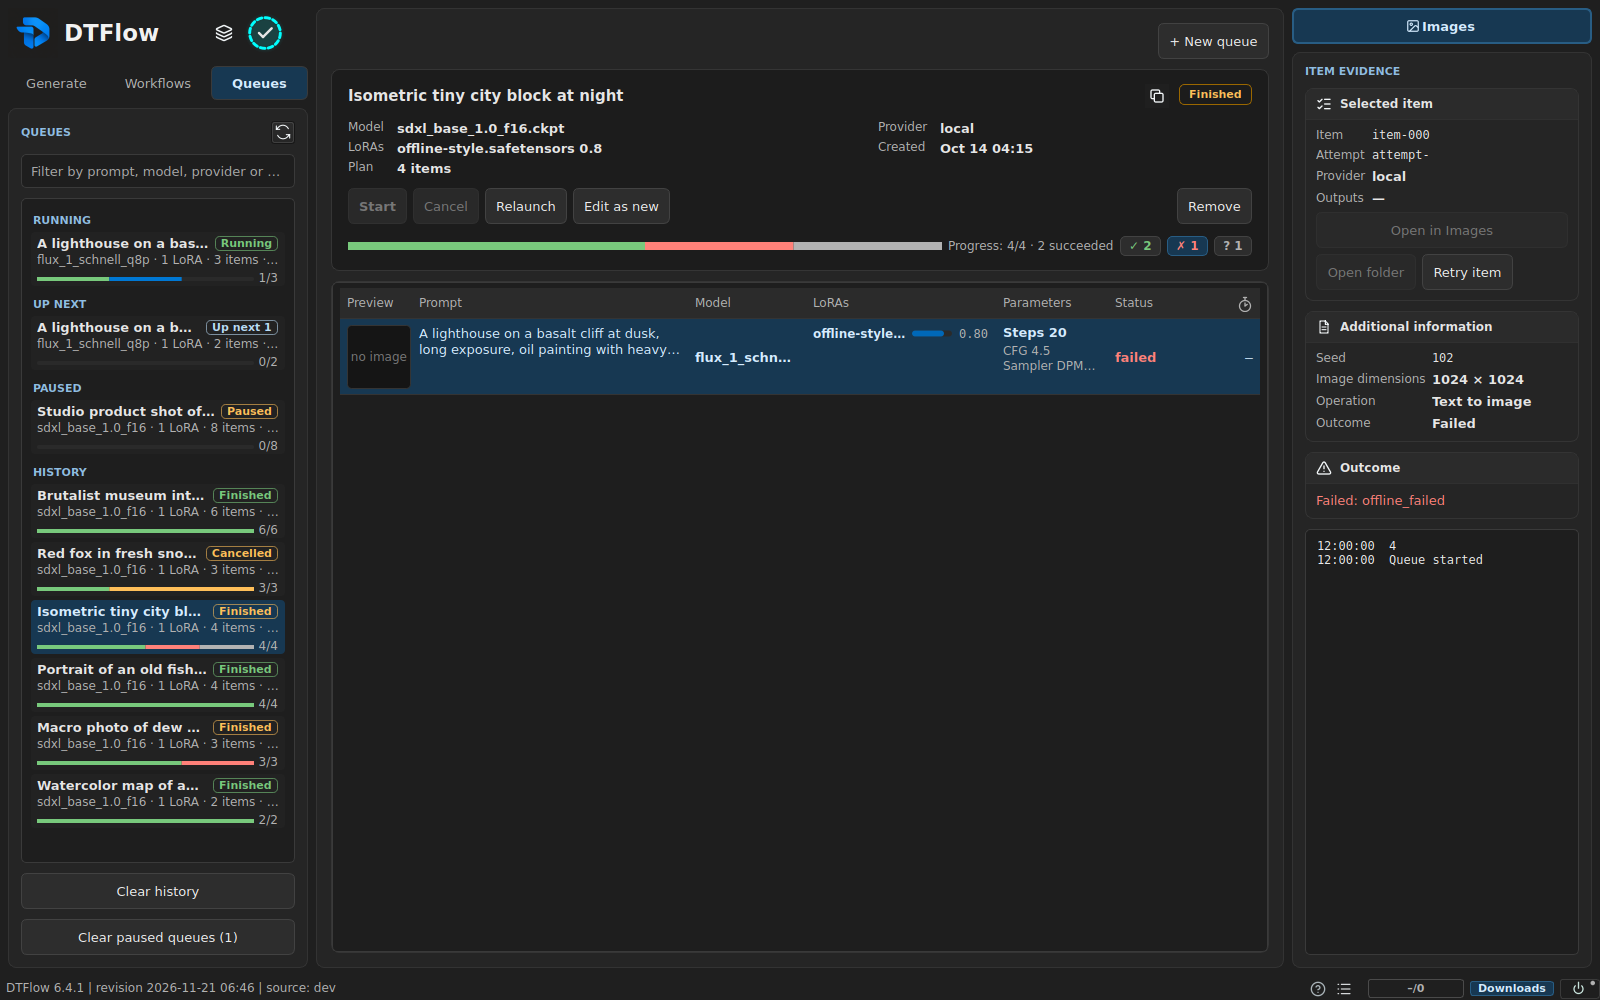 DTFlow
Generate
Workflows
Queues
QUEUES
Filter by prompt, model, provider or ...
RUNNING
A lighthouse on a bas... Running
flux_1_schnell_q8p · 1 LoRA · 3 items ·...
1/3
UP NEXT
A lighthouse on a b... Up next 1
flux_1_schnell_q8p · 1 LoRA · 2 items ·...
0/2
PAUSED
Studio product shot of... Paused
sdxl_base_1.0_f16 · 1 LoRA · 8 items · ...
0/8
HISTORY
Brutalist museum int... Finished
sdxl_base_1.0_f16 · 1 LoRA · 6 items · ...
6/6
Red fox in fresh sno... Cancelled
sdxl_base_1.0_f16 · 1 LoRA · 3 items · ...
3/3
Isometric tiny city bl... Finished
sdxl_base_1.0_f16 · 1 LoRA · 4 items · ...
4/4
Portrait of an old fish... Finished
sdxl_base_1.0_f16 · 1 LoRA · 4 items · ...
4/4
Macro photo of dew ... Finished
sdxl_base_1.0_f16 · 1 LoRA · 3 items · ...
3/3
Watercolor map of a... Finished
sdxl_base_1.0_f16 · 1 LoRA · 2 items · ...
2/2
Clear history
Clear paused queues (1)
+ New queue
Isometric tiny city block at night
Finished
Model sdxl_base_1.0_f16.ckpt
Provider local
LoRAs offline-style.safetensors 0.8
Created Oct 14 04:15
Plan 4 items
Start
Cancel
Relaunch
Edit as new
Remove
Progress: 4/4 · 2 succeeded
✓ 2
✗ 1
? 1
Preview Prompt Model LoRAs Parameters Status
no image
A lighthouse on a basalt cliff at dusk,
long exposure, oil painting with heavy...
flux_1_schn...
offline-style... 0.80
Steps 20
CFG 4.5
Sampler DPM...
failed
—
Images
ITEM EVIDENCE
Selected item
Item item-000
Attempt attempt-
Provider local
Outputs —
Open in Images
Open folder
Retry item
Additional information
Seed 102
Image dimensions 1024 × 1024
Operation Text to image
Outcome Failed
Outcome
Failed: offline_failed
12:00:00 4
12:00:00 Queue started
DTFlow 6.4.1 | revision 2026-11-21 06:46 | source: dev
–/0
Downloads